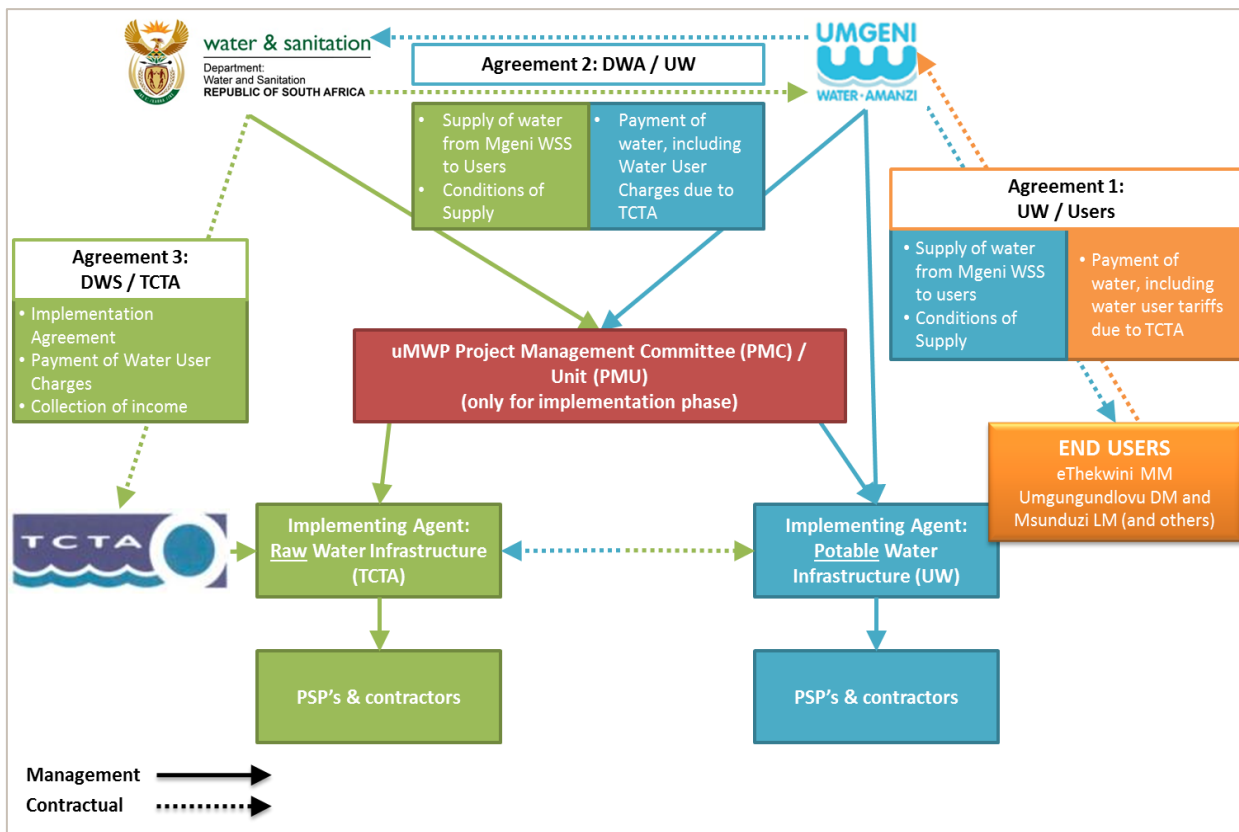 water & sanitation
Department:
Water and Sanitation
REPUBLIC OF SOUTH AFRICA
Agreement 2: DWA / UW
UMGENI
WATER • AMANZI
• Supply of water
from Mgeni WSS
to Users
• Conditions of
Supply
• Payment of
water, including
Water User
Charges due to
TCTA
Agreement 1:
UW / Users
• Supply of water
from Mgeni WSS
to users
• Conditions of
Supply
• Payment of
water, including
water user tariffs
due to TCTA
Agreement 3:
DWS / TCTA
• Implementation
Agreement
• Payment of Water User
Charges
• Collection of income
uMWP Project Management Committee (PMC) /
Unit (PMU)
(only for implementation phase)
END USERS
eThekwini MM
Umgungundlovu DM and
Msunduzi LM (and others)
TCTA
Implementing Agent:
Raw Water Infrastructure
(TCTA)
Implementing Agent:
Potable Water
Infrastructure (UW)
PSP's & contractors
PSP's & contractors
Management
Contractual